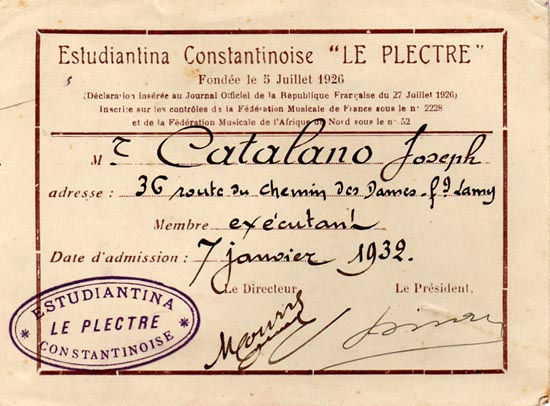 Estudiantina Constantinoise "LE PLECTRE"
Fondée le 5 Juillet 1926
(Déclaration insérée au Journal Officiel de la République Française du 27 Juillet 1926)
Inscrite sur les contrôles de la Fédération Musicale de France sous le n° 2228
et de la Fédération Musicale de l'Afrique du Nord sous le n° 52
Mr Catalano Joseph
adresse : 36 route du chemin des Dames - fg Lamy
Membre exécutant
Date d'admission : 7 janvier 1932.
Le Directeur Le Président,
ESTUDIANTINA
* LE PLECTRE *
CONSTANTINOISE